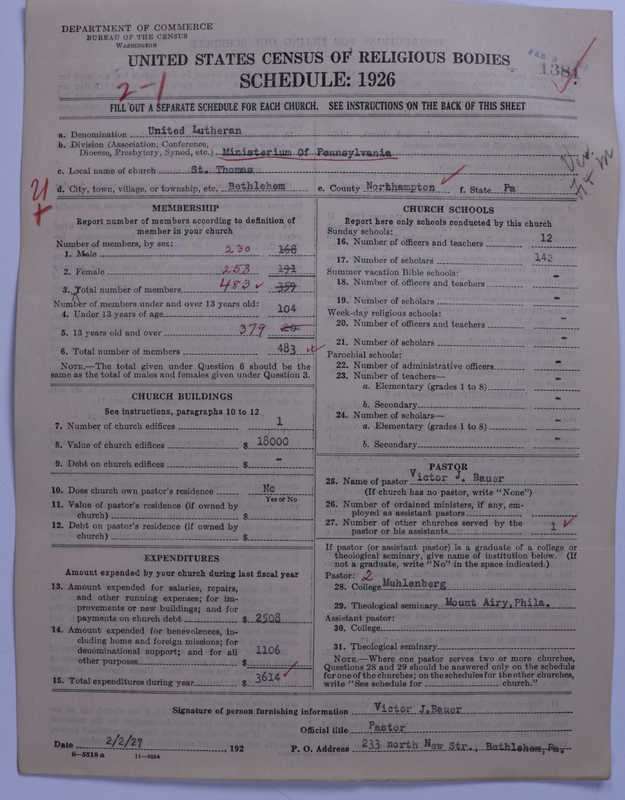 DEPARTMENT OF COMMERCE
BUREAU OF THE CENSUS
WASHINGTON
UNITED STATES CENSUS OF RELIGIOUS BODIES
SCHEDULE: 1926
1381
2-1
FILL OUT A SEPARATE SCHEDULE FOR EACH CHURCH. SEE INSTRUCTIONS ON THE BACK OF THIS SHEET
a. Denomination United Lutheran
b. Division (Association, Conference,
Diocese, Presbytery, Synod, etc.) Ministerium Of Pennsylvania
c. Local name of church St. Thomas
d. City, town, village, or township, etc. Bethlehem e. County Northhampton f. State Pa
MEMBERSHIP
Report number of members according to definition of
member in your church
Number of members, by sex:
1. Male 230 168
2. Female 253 191
3. Total number of members 483 359
Number of members under and over 13 years old:
4. Under 13 years of age 104
5. 13 years old and over 379 20
6. Total number of members 483
NOTE.—The total given under Question 6 should be the
same as the total of males and females given under Question 3.
CHURCH BUILDINGS
See instructions, paragraphs 10 to 12
7. Number of church edifices 1
8. Value of church edifices $ 18000
9. Debt on church edifices $ -
10. Does church own pastor's residence No
Yes or No
11. Value of pastor's residence (if owned by
church) $
12. Debt on pastor's residence (if owned by
church) $
EXPENDITURES
Amount expended by your church during last fiscal year
13. Amount expended for salaries, repairs,
and other running expenses; for im-
provements or new buildings; and for
payments on church debt $ 2508
14. Amount expended for benevolences, in-
cluding home and foreign missions; for
denominational support; and for all
other purposes $ 1106
15. Total expenditures during year $ 3614
CHURCH SCHOOLS
Report here only schools conducted by this church
Sunday schools:
16. Number of officers and teachers 12
17. Number of scholars 142
Summer vacation Bible schools:
18. Number of officers and teachers -
19. Number of scholars -
Week-day religious schools:
20. Number of officers and teachers -
21. Number of scholars -
Parochial schools:
22. Number of administrative officers -
23. Number of teachers—
a. Elementary (grades 1 to 8) -
b. Secondary -
24. Number of scholars—
a. Elementary (grades 1 to 8) -
b. Secondary -
PASTOR
25. Name of pastor Victor J. Bauer
(If church has no pastor, write "None")
26. Number of ordained ministers, if any, em-
ployed as assistant pastors
27. Number of other churches served by the
pastor or his assistants 1
If pastor (or assistant pastor) is a graduate of a college or
theological seminary, give name of institution below. (If
not a graduate, write "No" in the space indicated.)
Pastor: 2
28. College Muhlenberg
29. Theological seminary Mount Airy, Phila.
Assistant pastor:
30. College
31. Theological seminary
NOTE.—Where one pastor serves two or more churches,
Questions 28 and 29 should be answered only on the schedule
for one of the churches; on the schedules for the other churches,
write "See schedule for church."
Signature of person furnishing information Victor J.Bauer
Official title Pastor
Date 2/2/27, 192 P. O. Address 233 north New Str., Bethlehem, Pa.
8-5518a 11-9054